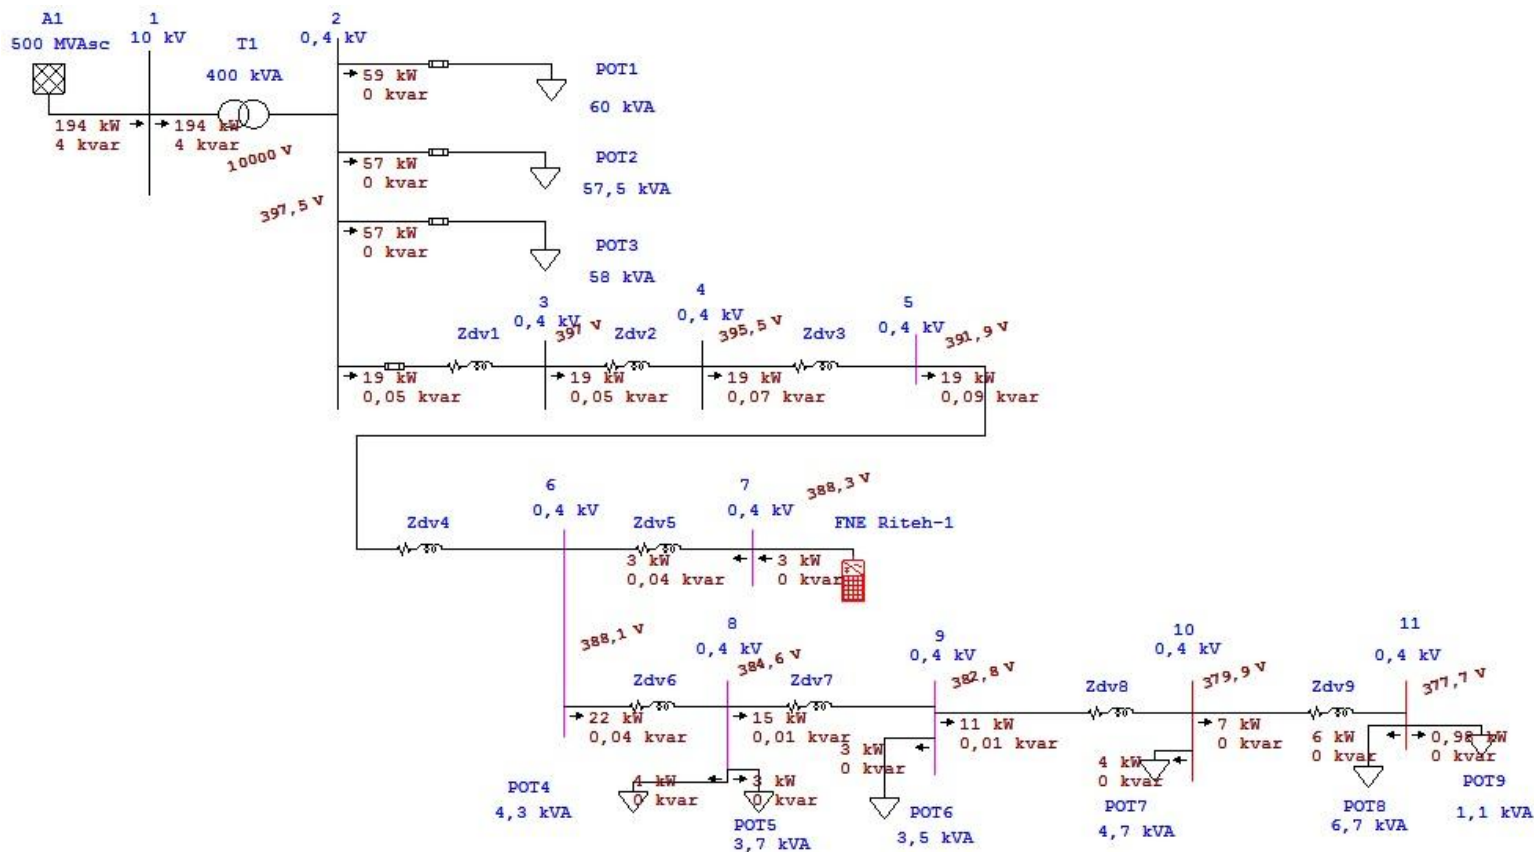 A1
500 MVAsc
1
10 kV
T1
400 kVA
2
0,4 kV
194 kW
4 kvar
194 kW
4 kvar
10000 V
397,5 V
59 kW
0 kvar
POT1
60 kVA
57 kW
0 kvar
POT2
57,5 kVA
57 kW
0 kvar
POT3
58 kVA
19 kW
0,05 kvar
Zdv1
3
0,4 kV
397 V
19 kW
0,05 kvar
Zdv2
4
0,4 kV
395,5 V
19 kW
0,07 kvar
Zdv3
5
0,4 kV
391,9 V
19 kW
0,09 kvar
Zdv4
6
0,4 kV
Zdv5
3 kW
0,04 kvar
7
0,4 kV
388,3 V
3 kW
0 kvar
FNE Riteh-1
388,1 V
Zdv6
22 kW
0,04 kvar
8
0,4 kV
384,6 V
Zdv7
15 kW
0,01 kvar
9
0,4 kV
382,8 V
11 kW
0,01 kvar
Zdv8
10
0,4 kV
379,9 V
7 kW
0 kvar
Zdv9
11
0,4 kV
377,7 V
4 kW
0 kvar
POT4
4,3 kVA
3 kW
0 kvar
POT5
3,7 kVA
3 kW
0 kvar
POT6
3,5 kVA
4 kW
0 kvar
POT7
4,7 kVA
6 kW
0 kvar
POT8
6,7 kVA
0,98 kW
0 kvar
POT9
1,1 kVA